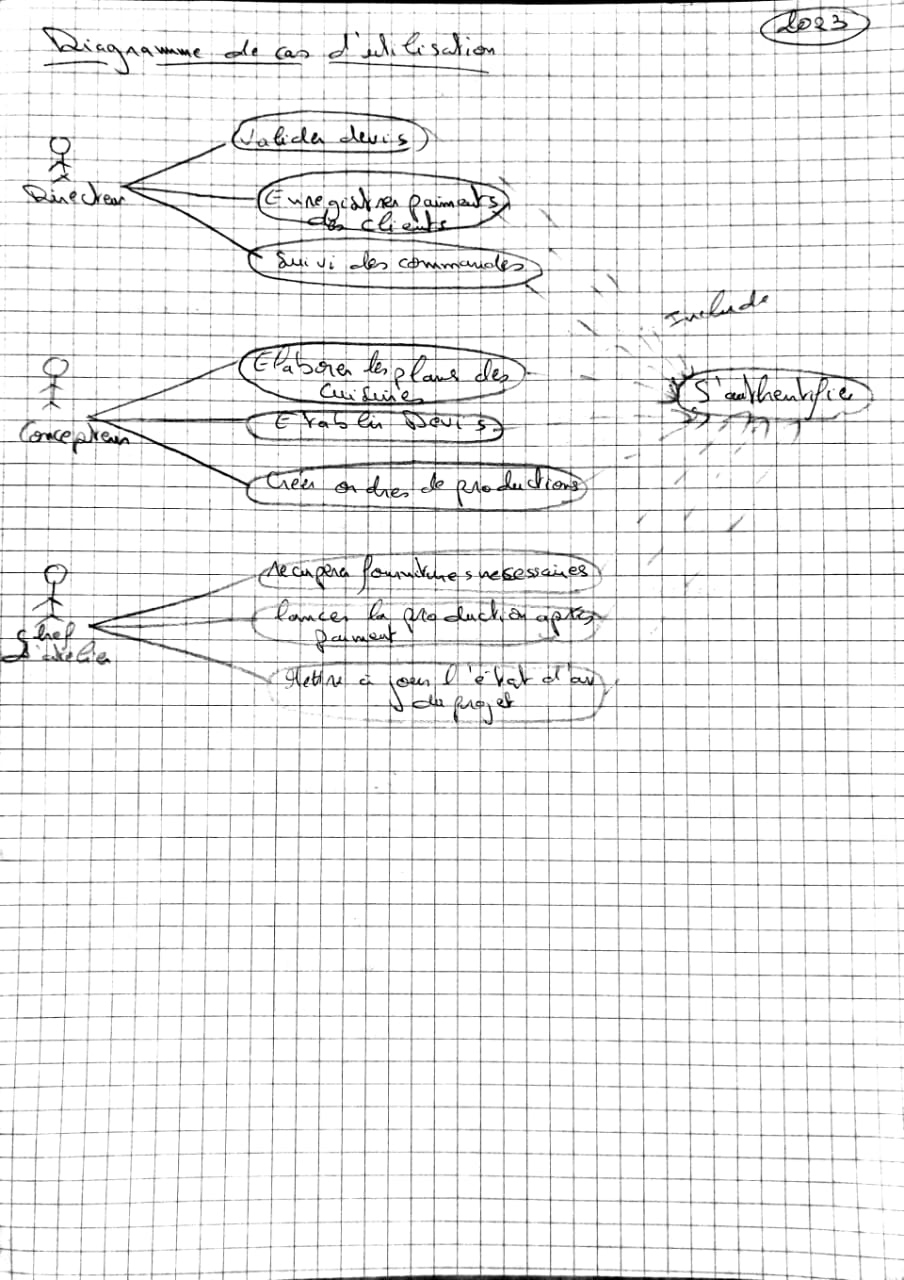 2023
Diagramme de cas d'utilisation
Valider devis
Directeur
Enregistrer paiments
des clients
Suivi des commandes
Include
Elaborer les plans des
cuisines
S'authentifier
Etablir Devis
Concepteur
Créer ordres de productions
recuperer fournitures necessaires
lancer la production après
paiment
Chef
d'atelier
Mettre à jour l'état d'av
du projet